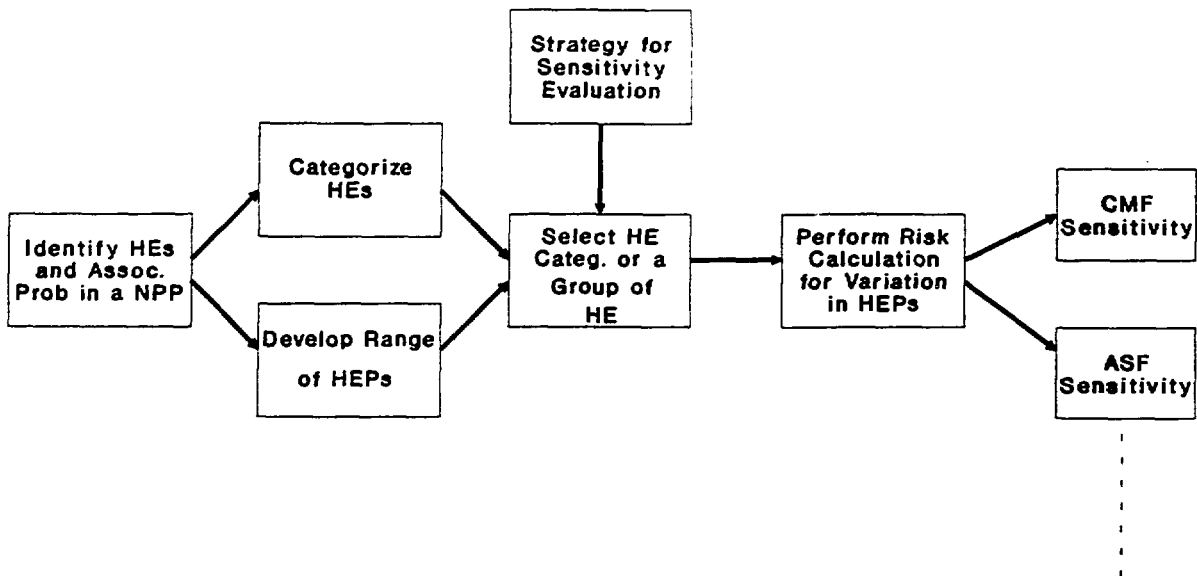 Strategy for
Sensitivity
Evaluation
Categorize
HEs
Identify HEs
and Assoc.
Prob in a NPP
Develop Range
of HEPs
Select HE
Categ. or a
Group of
HE
Perform Risk
Calculation
for Variation
in HEPs
CMF
Sensitivity
ASF
Sensitivity